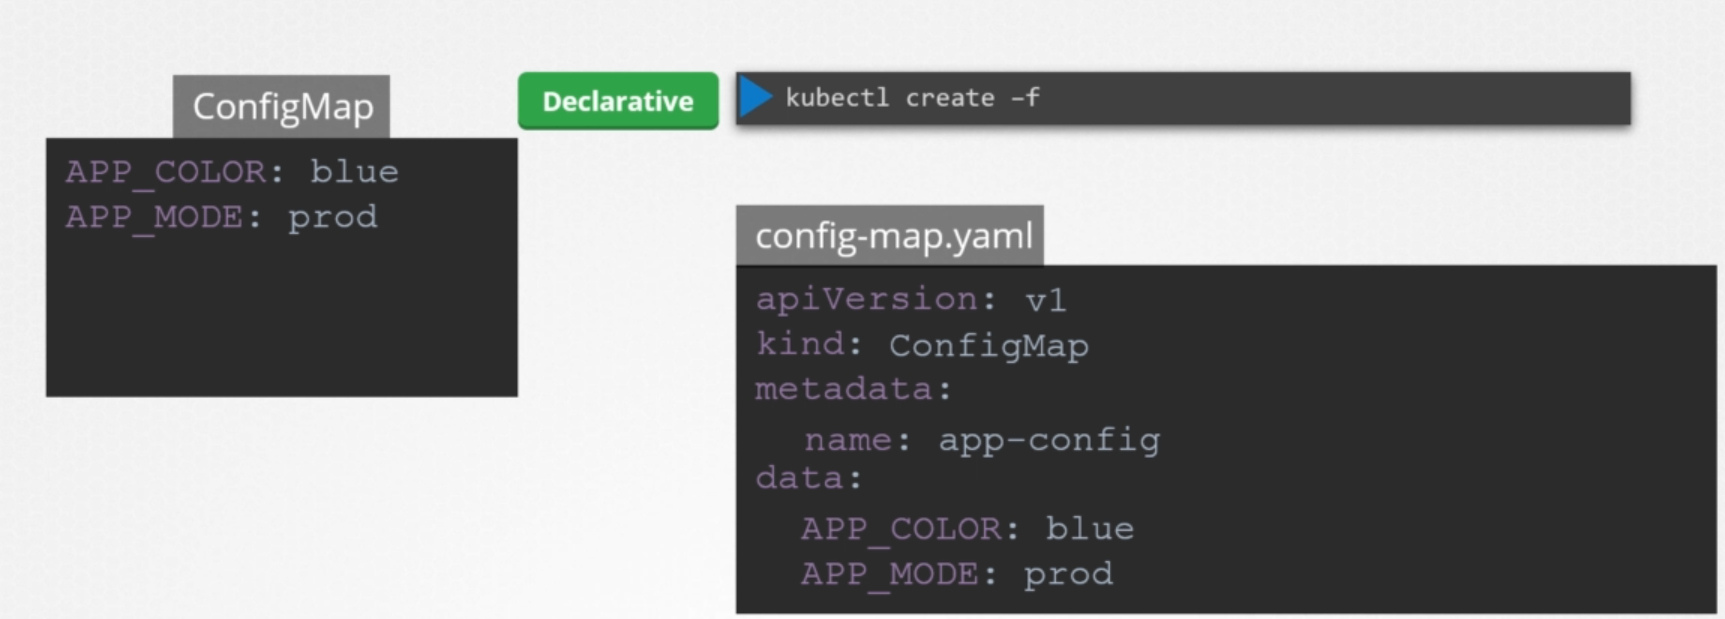 ConfigMap
APP_COLOR: blue
APP_MODE: prod
Declarative
kubectl create –f
config-map.yaml
apiVersion: v1
kind: ConfigMap
metadata:
  name: app-config
data:
  APP_COLOR: blue
  APP_MODE: prod